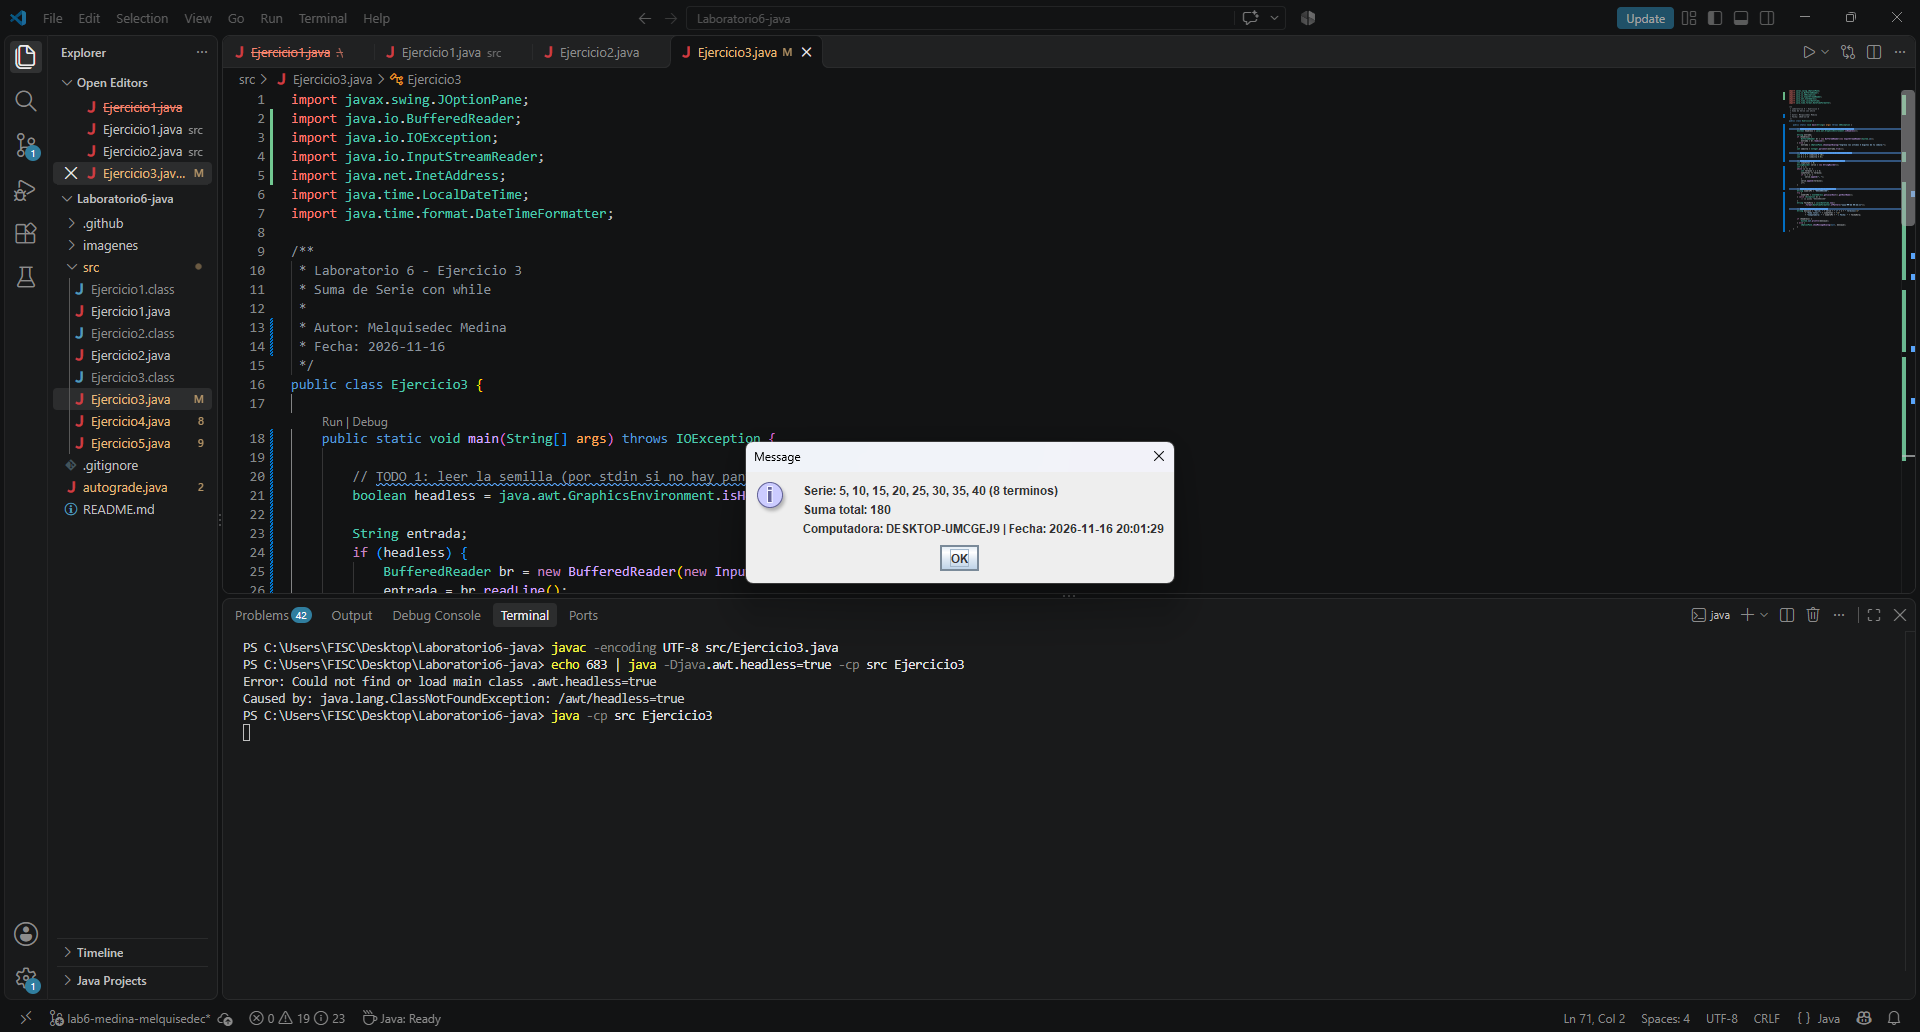 File Edit Selection View Go Run Terminal Help
Laboratorio6-java
Update
Explorer
Open Editors
Ejercicio1.java
Ejercicio1.java src
Ejercicio2.java src
Ejercicio3.jav... M
Laboratorio6-java
.github
imagenes
src
Ejercicio1.class
Ejercicio1.java
Ejercicio2.class
Ejercicio2.java
Ejercicio3.class
Ejercicio3.java M
Ejercicio4.java 8
Ejercicio5.java 9
.gitignore
autograde.java 2
README.md
Timeline
Java Projects
1
1
Ejercicio1.java
Ejercicio1.java src
Ejercicio2.java
Ejercicio3.java M
src > Ejercicio3.java > Ejercicio3
1 import javax.swing.JOptionPane;
2 import java.io.BufferedReader;
3 import java.io.IOException;
4 import java.io.InputStreamReader;
5 import java.net.InetAddress;
6 import java.time.LocalDateTime;
7 import java.time.format.DateTimeFormatter;
8
9 /**
10 * Laboratorio 6 - Ejercicio 3
11 * Suma de Serie con while
12 *
13 * Autor: Melquisedec Medina
14 * Fecha: 2026-11-16
15 */
16 public class Ejercicio3 {
17
Run | Debug
18 public static void main(String[] args) throws IOException {
19
20 // TODO 1: leer la semilla (por stdin si no hay pan
21 boolean headless = java.awt.GraphicsEnvironment.isH
22
23 String entrada;
24 if (headless) {
25 BufferedReader br = new BufferedReader(new Inpu
26 entrada = br.readLine();
Message
Serie: 5, 10, 15, 20, 25, 30, 35, 40 (8 terminos)
Suma total: 180
Computadora: DESKTOP-UMCGEJ9 | Fecha: 2026-11-16 20:01:29
OK
Problems 42 Output Debug Console Terminal Ports
java
PS C:\Users\FISC\Desktop\Laboratorio6-java> javac -encoding UTF-8 src/Ejercicio3.java
PS C:\Users\FISC\Desktop\Laboratorio6-java> echo 683 | java -Djava.awt.headless=true -cp src Ejercicio3
Error: Could not find or load main class .awt.headless=true
Caused by: java.lang.ClassNotFoundException: /awt/headless=true
PS C:\Users\FISC\Desktop\Laboratorio6-java> java -cp src Ejercicio3
lab6-medina-melquisedec* 0 19 23 Java: Ready
Ln 71, Col 2 Spaces: 4 UTF-8 CRLF {} Java